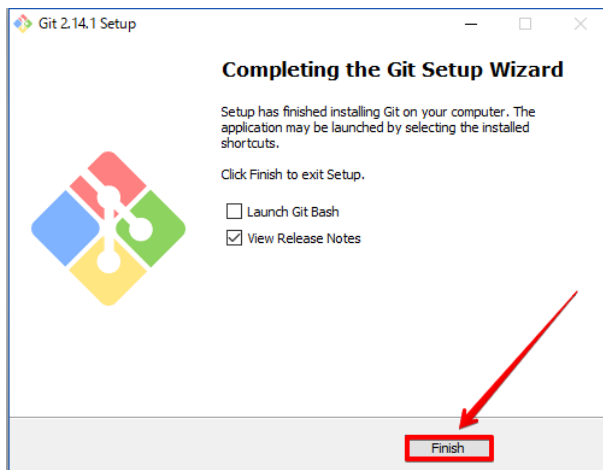 Git 2.14.1 Setup
Completing the Git Setup Wizard
Setup has finished installing Git on your computer. The
application may be launched by selecting the installed
shortcuts.
Click Finish to exit Setup.
Launch Git Bash
View Release Notes
Finish